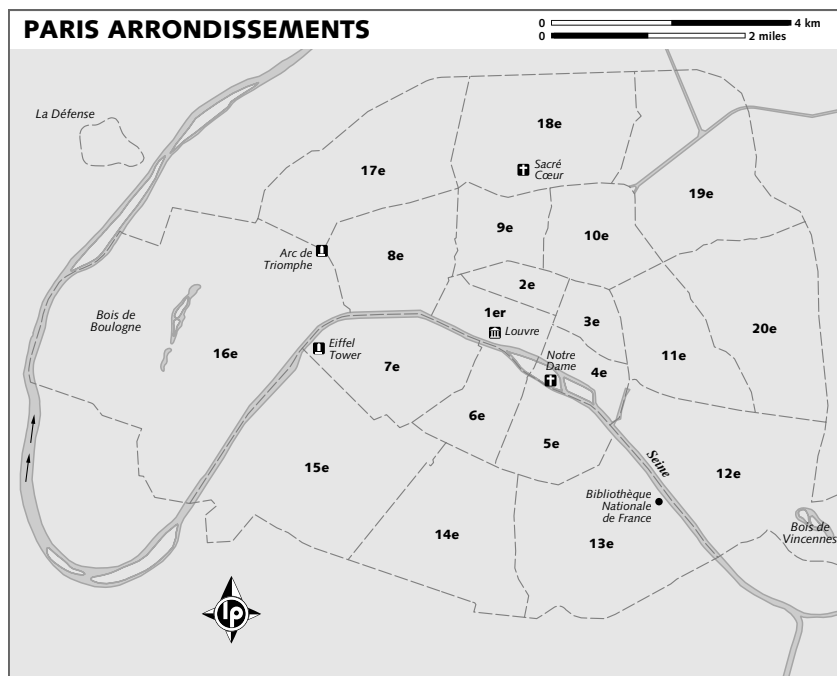 PARIS ARRONDISSEMENTS
0 4 km
0 2 miles
La Défense
18e
Sacré
Cœur
17e
19e
9e
10e
Arc de
Triomphe
8e
2e
1er
3e
Bois de
Boulogne
Louvre
20e
Eiffel
Tower
16e
11e
7e
Notre
Dame
4e
6e
5e
Seine
12e
15e
Bibliothèque
Nationale
de France
Bois de
Vincennes
14e
13e
lp